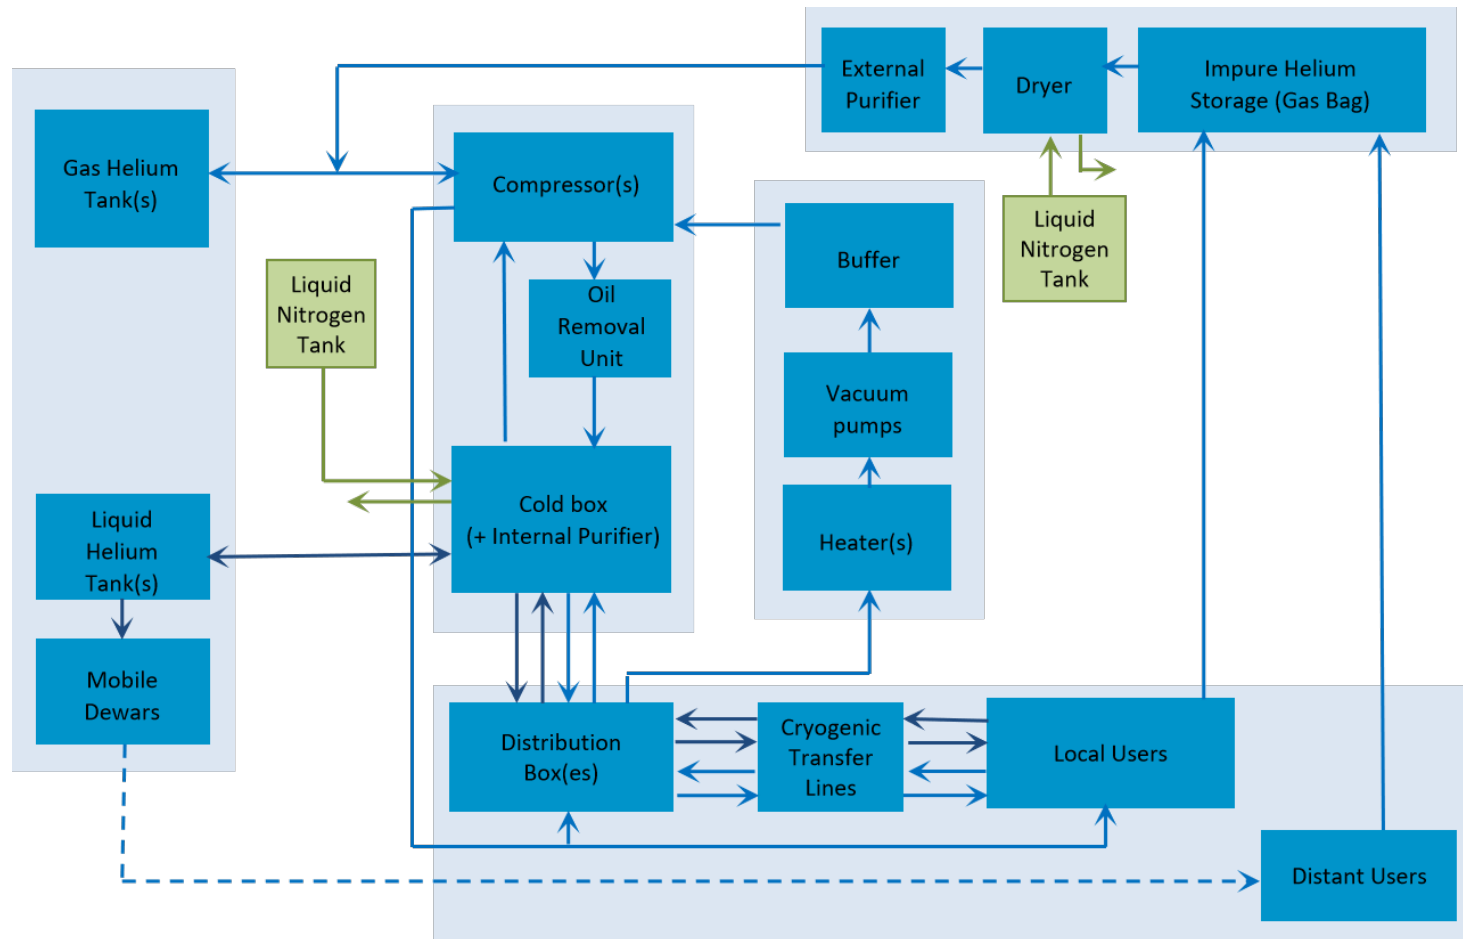 External
Purifier
Dryer
Impure Helium
Storage (Gas Bag)
Gas Helium
Tank(s)
Compressor(s)
Liquid
Nitrogen
Tank
Buffer
Liquid
Nitrogen
Tank
Oil
Removal
Unit
Vacuum
pumps
Cold box
(+ Internal Purifier)
Heater(s)
Liquid
Helium
Tank(s)
Mobile
Dewars
Distribution
Box(es)
Cryogenic
Transfer
Lines
Local Users
Distant Users